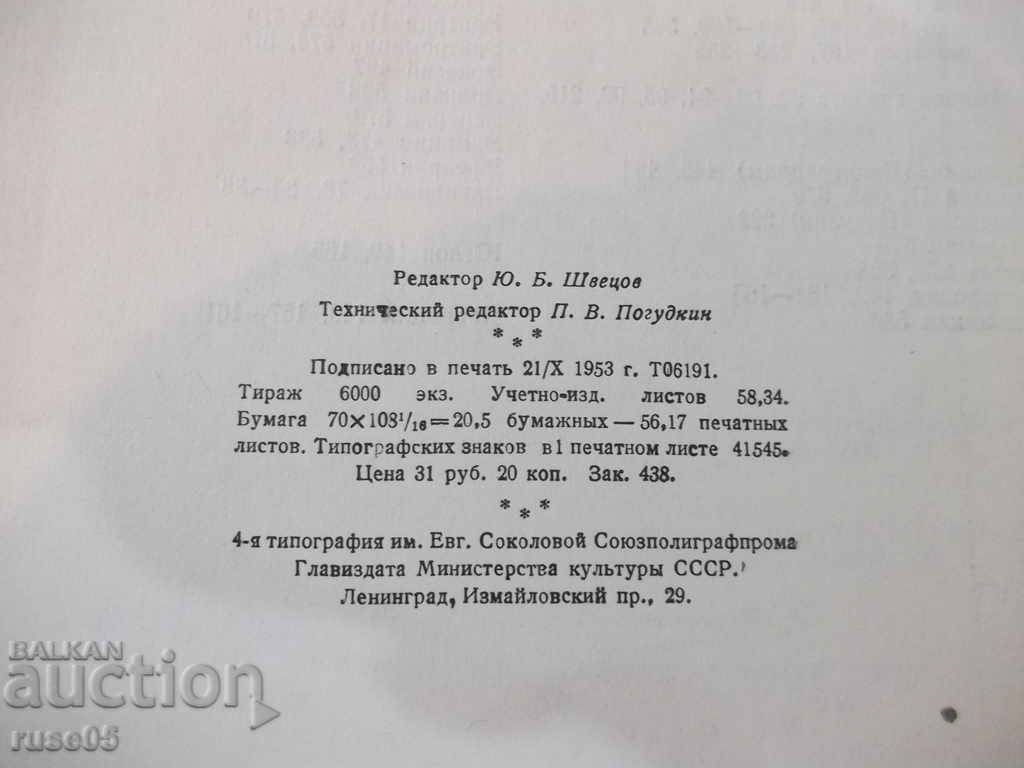 Редактор Ю. Б. Швецов
Технический редактор П. В. Погудкин
* * *
Подписано в печать 21/X 1953 г. Т06191.
Тираж 6000 экз. Учетно-изд. листов 58,34.
Бумага 70×108¹/₁₆=20,5 бумажных — 56,17 печатных
листов. Типографских знаков в 1 печатном листе 41545.
Цена 31 руб. 20 коп. Зак. 438.
* * *
4-я типография им. Евг. Соколовой Союзполиграфпрома
Главиздата Министерства культуры СССР.
Ленинград, Измайловский пр., 29.
BALKAN
auction
ruse05